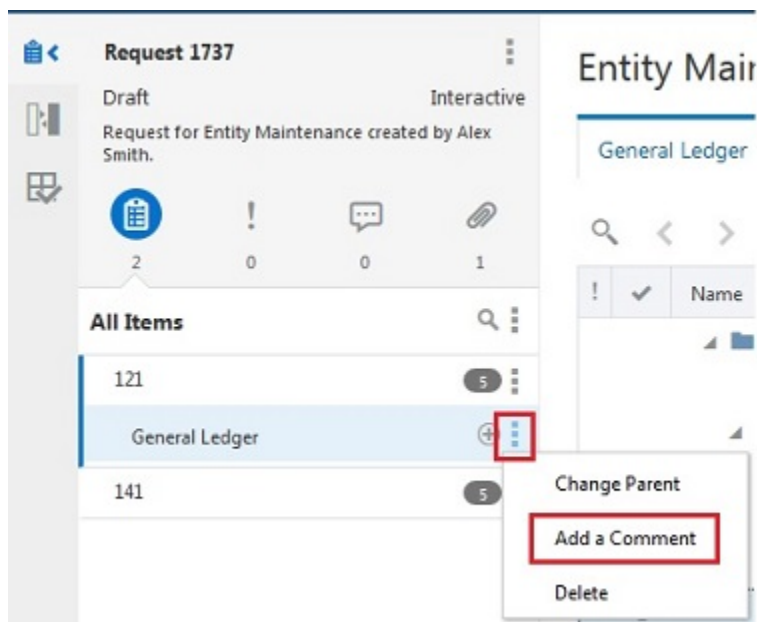 Request 1737
Draft Interactive
Request for Entity Maintenance created by Alex
Smith.
2 0 0 1
All Items
121 5
General Ledger
141 5
Change Parent
Add a Comment
Delete
Entity
General Ledger
! Name